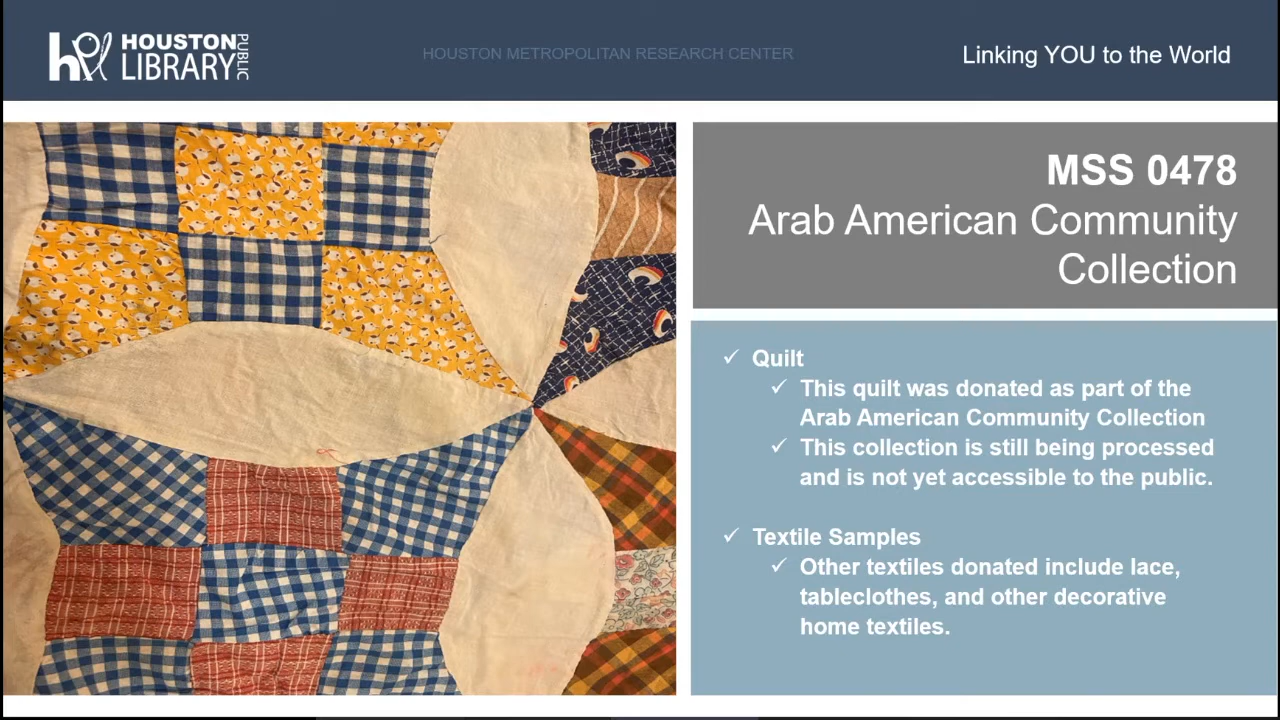 HOUSTON
LIBRARY
PUBLIC
HOUSTON METROPOLITAN RESEARCH CENTER
Linking YOU to the World
MSS 0478
Arab American Community
Collection
✓ Quilt
✓ This quilt was donated as part of the
Arab American Community Collection
✓ This collection is still being processed
and is not yet accessible to the public.
✓ Textile Samples
✓ Other textiles donated include lace,
tableclothes, and other decorative
home textiles.